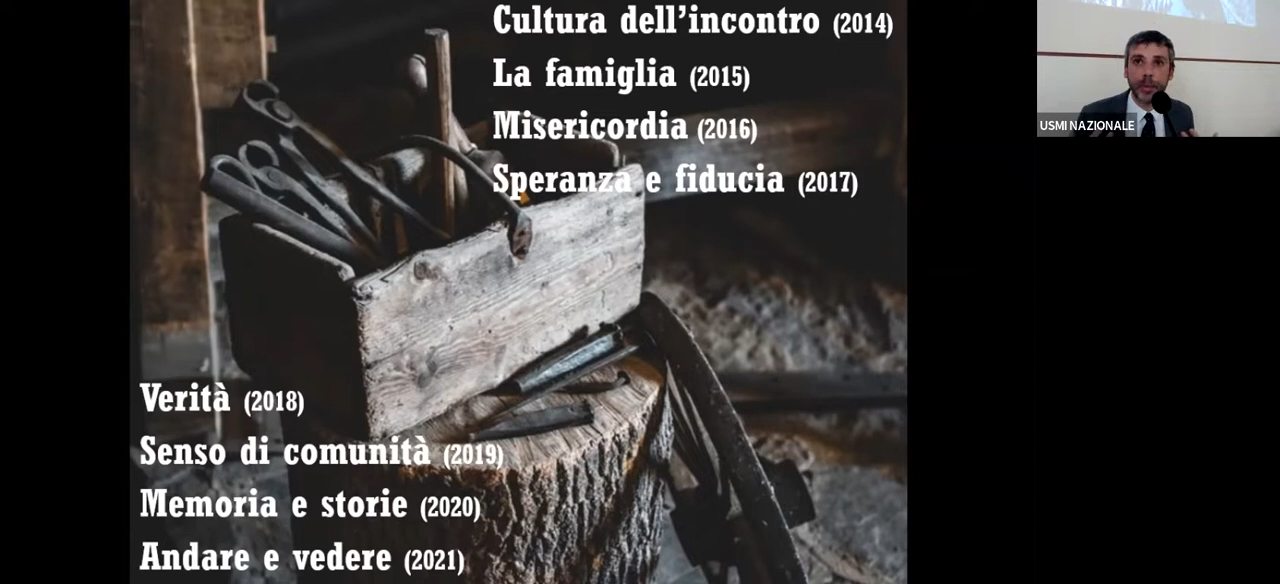 Cultura dell’incontro (2014)
La famiglia (2015)
Misericordia (2016)
Speranza e fiducia (2017)
USMI NAZIONALE
Verità (2018)
Senso di comunità (2019)
Memoria e storie (2020)
Andare e vedere (2021)